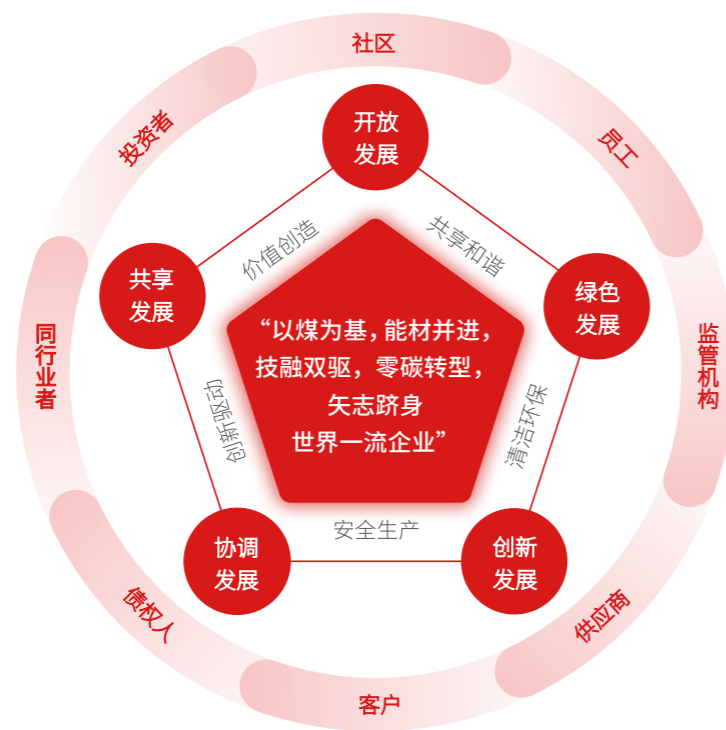 社区
投资者
员工
开放
发展
价值创造
共享和谐
共享
发展
绿色
发展
同行业者
监管机构
“以煤为基，能材并进，
技融双驱，零碳转型，
矢志跻身
世界一流企业”
创新驱动
清洁环保
安全生产
协调
发展
创新
发展
债权人
供应商
客户